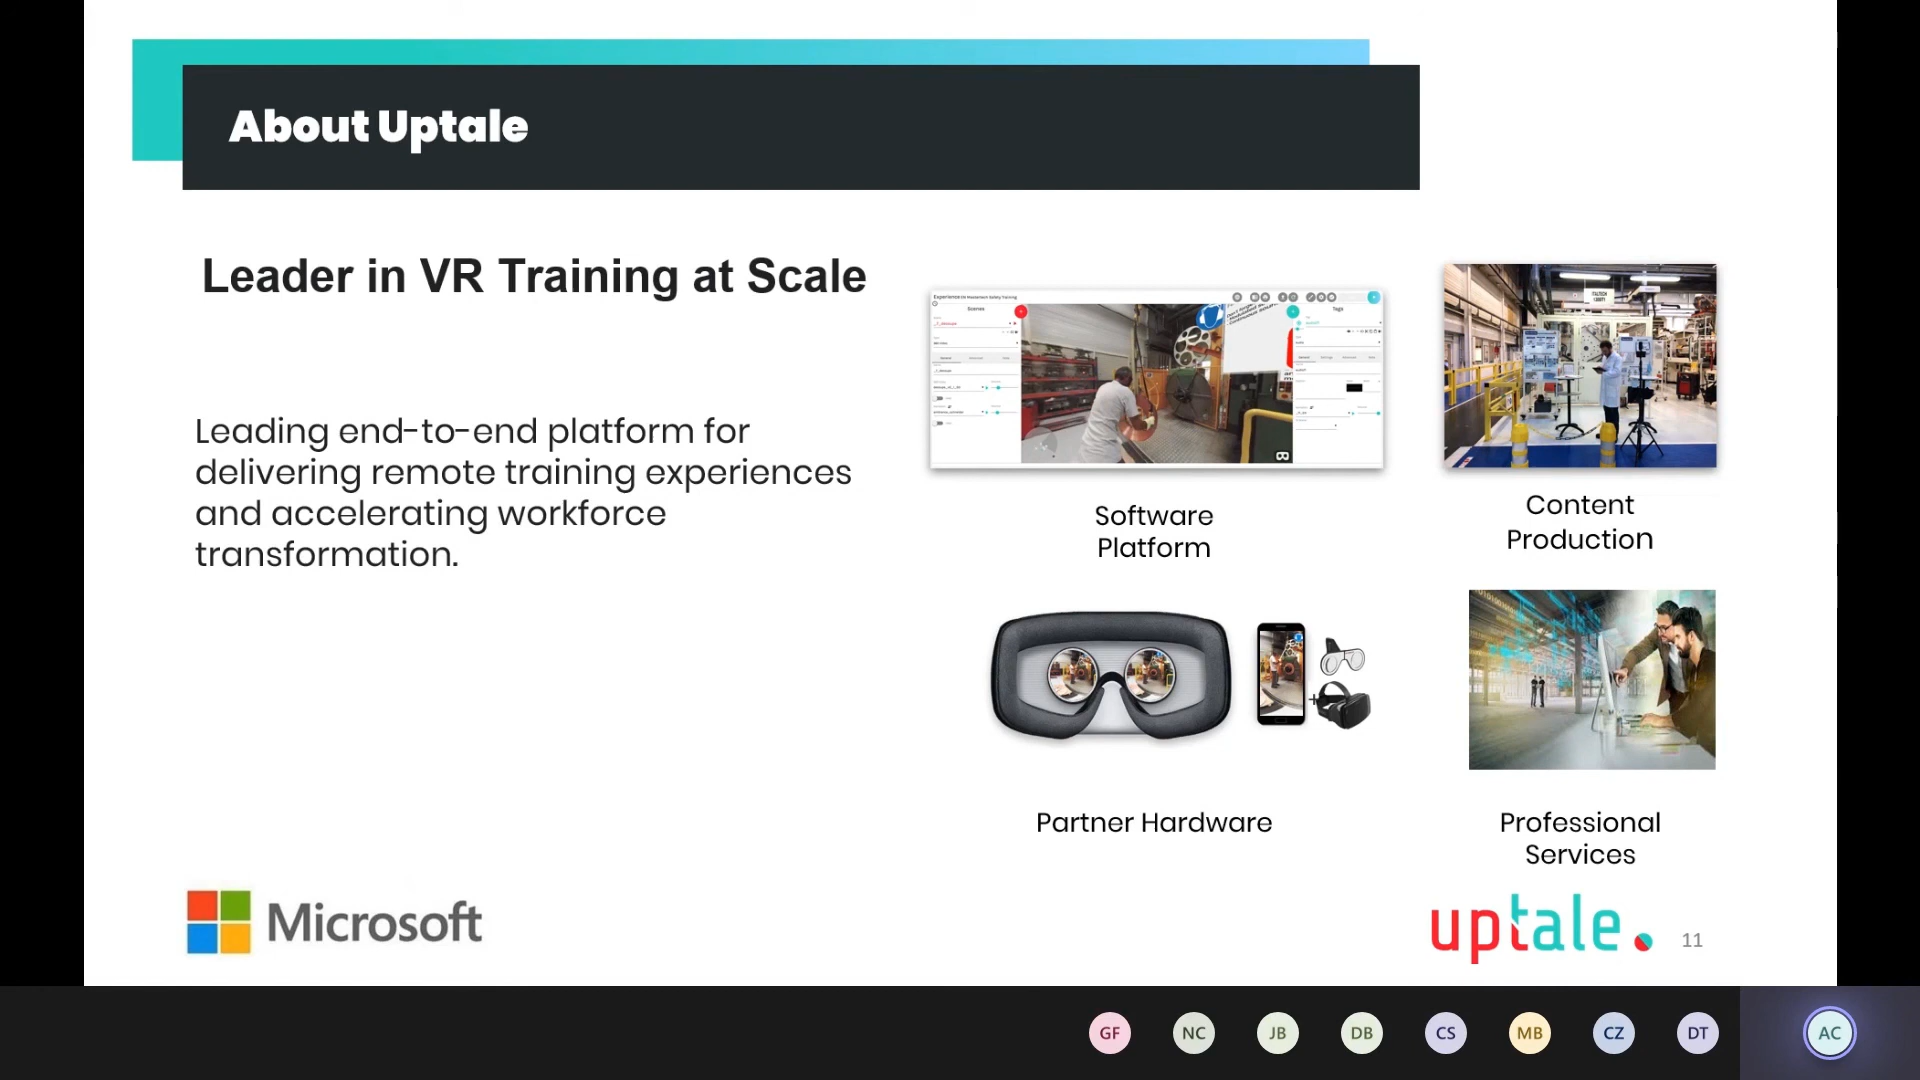 About Uptale
Leader in VR Training at Scale
Leading end-to-end platform for
delivering remote training experiences
and accelerating workforce
transformation.
Scenes
Tags
Software
Platform
Content
Production
Partner Hardware
Professional
Services
Microsoft
uptale.
11
GF
NC
JB
DB
CS
MB
CZ
DT
AC